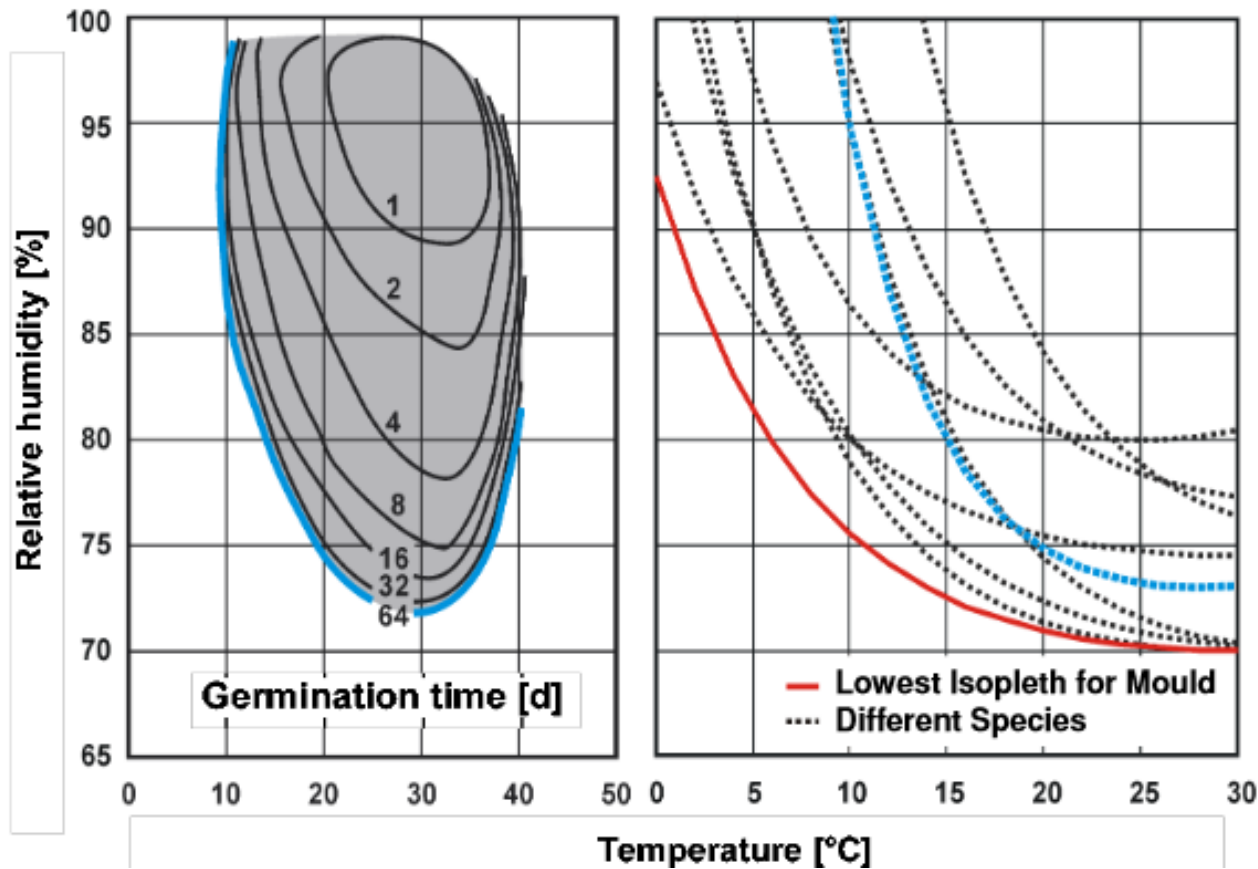 Relative humidity [%]
100
95
90
85
80
75
70
65
1
2
4
8
16
32
64
Germination time [d]
0 10 20 30 40 50
Lowest Isopleth for Mould
Different Species
0 5 10 15 20 25 30
Temperature [°C]